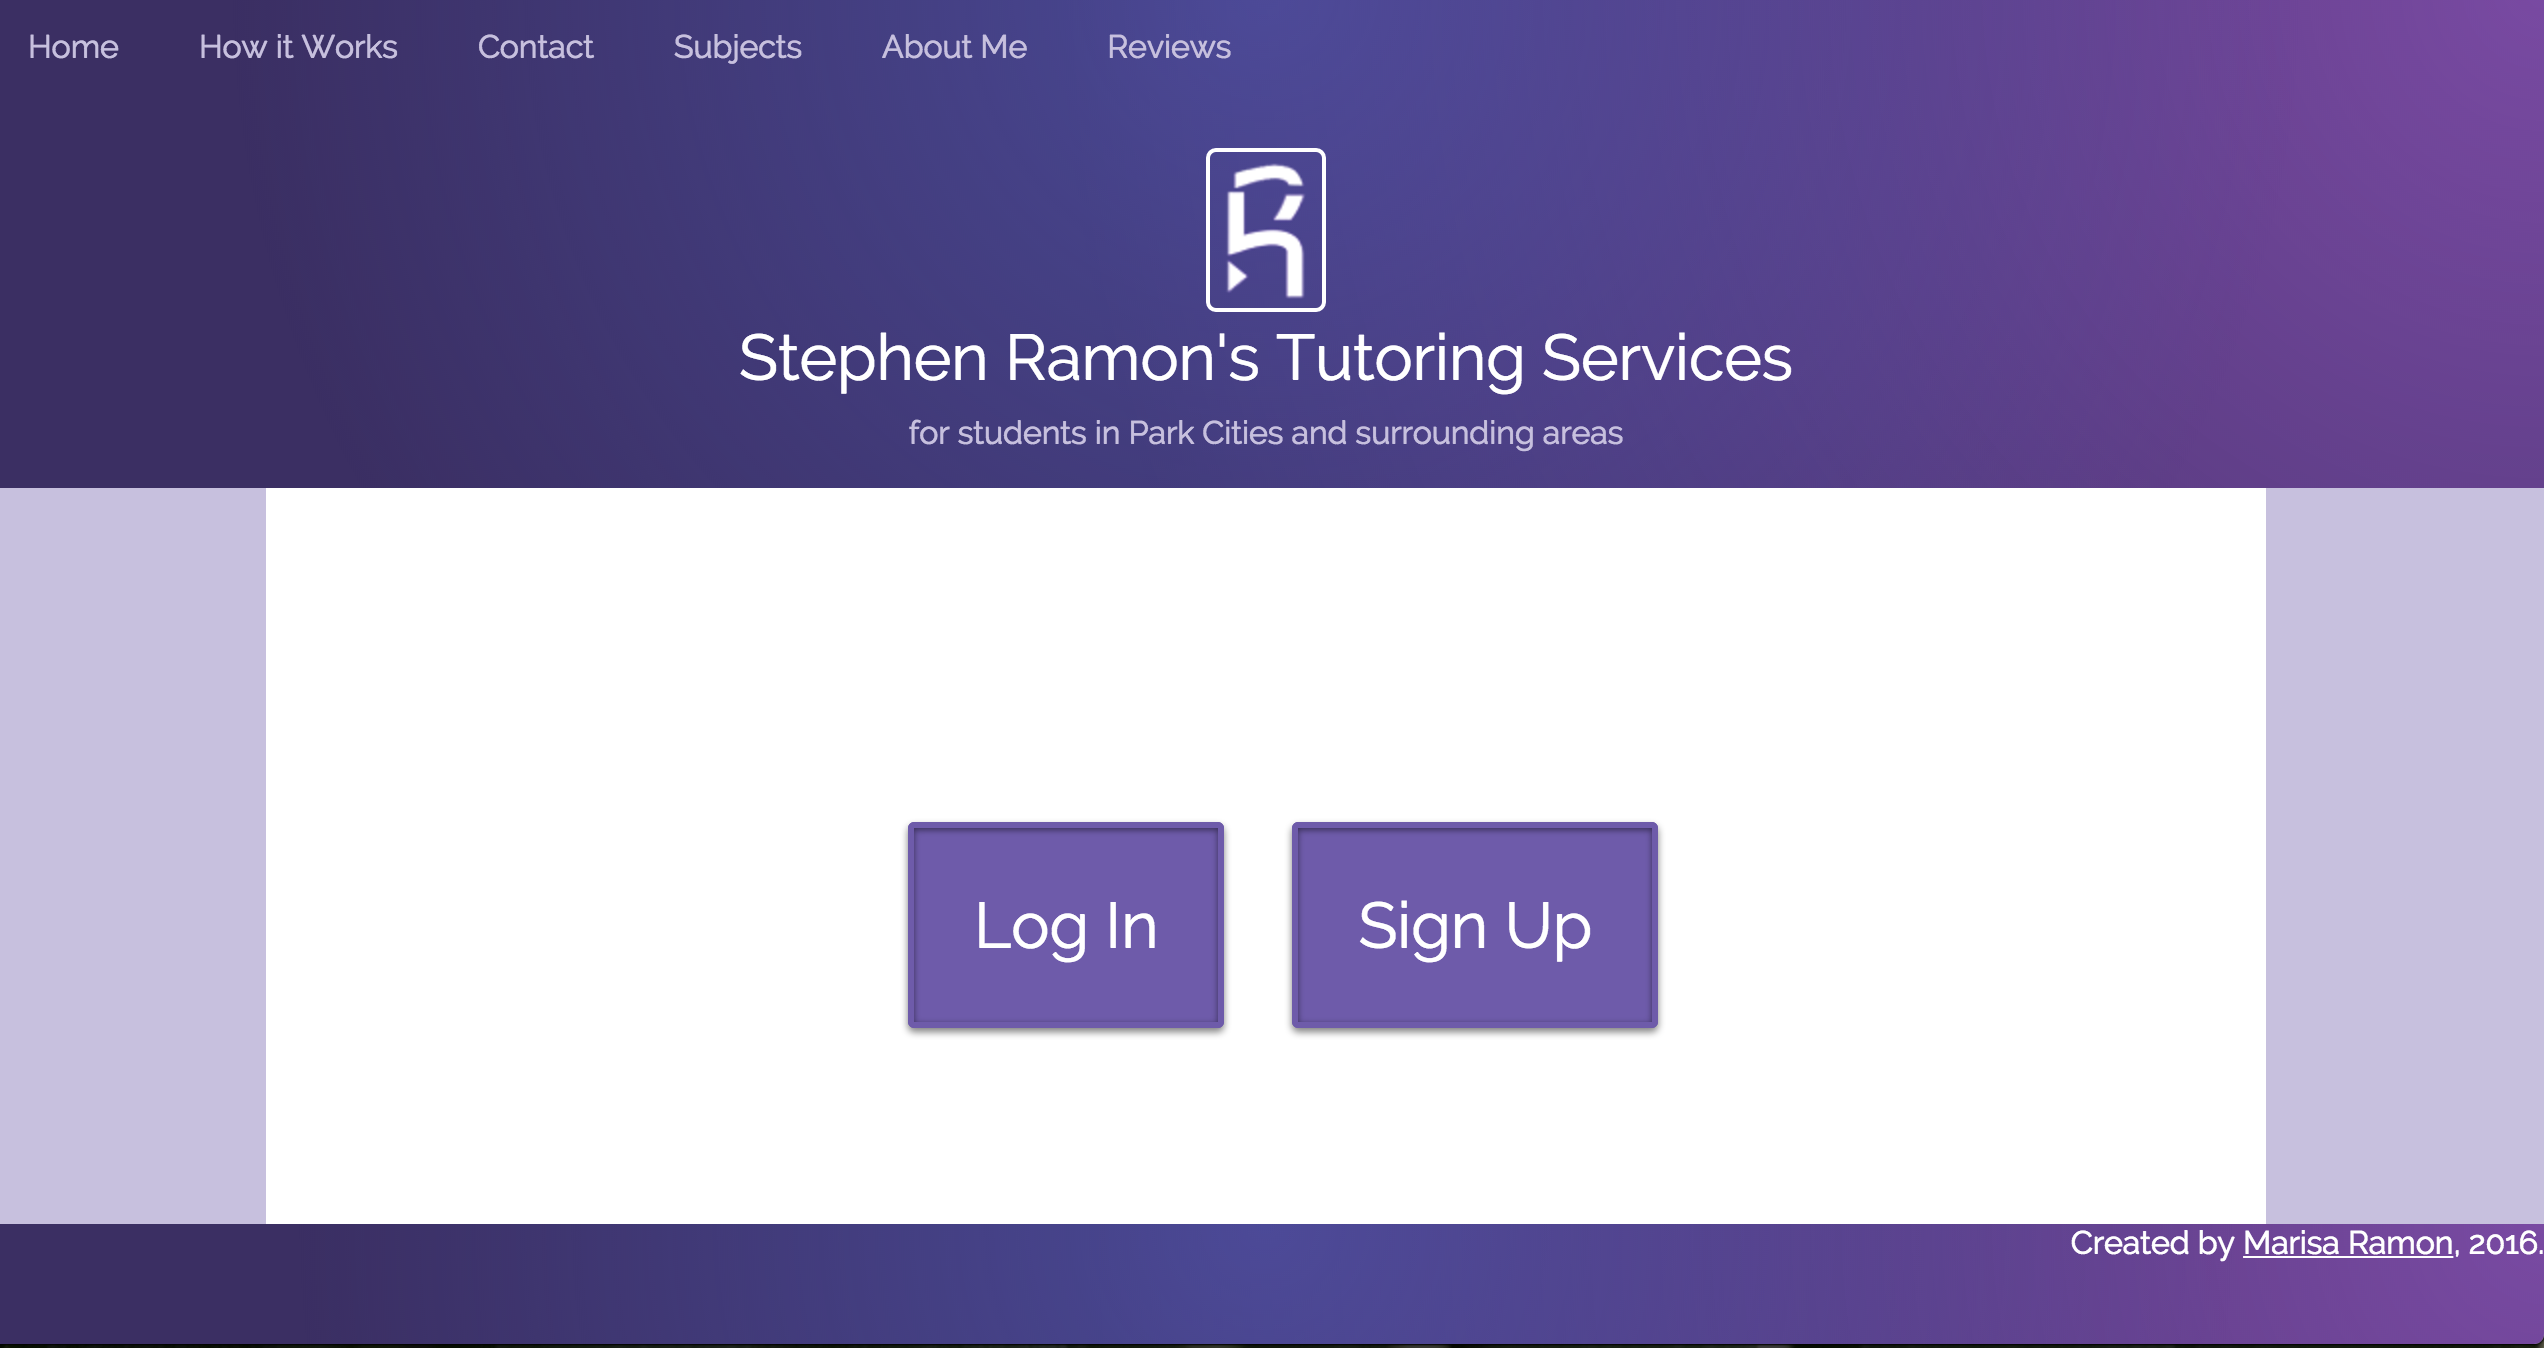 Home How it Works Contact Subjects About Me Reviews
Stephen Ramon's Tutoring Services
for students in Park Cities and surrounding areas
Log In Sign Up
Created by Marisa Ramon, 2016.